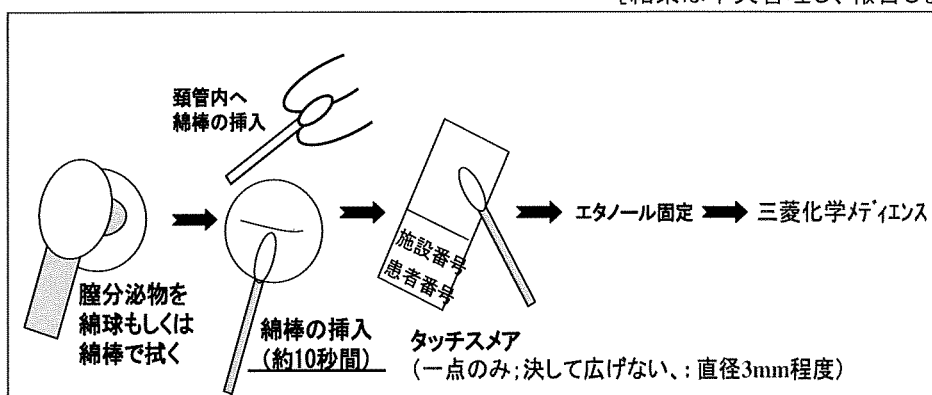 頚管内へ
綿棒の挿入
膣分泌物を
綿球もしくは
綿棒で拭く
綿棒の挿入
(約10秒間)
施設番号
患者番号
タッチスメア
(一点のみ;決して広げない、: 直径3mm程度)
エタノール固定
三菱化学メディエンス